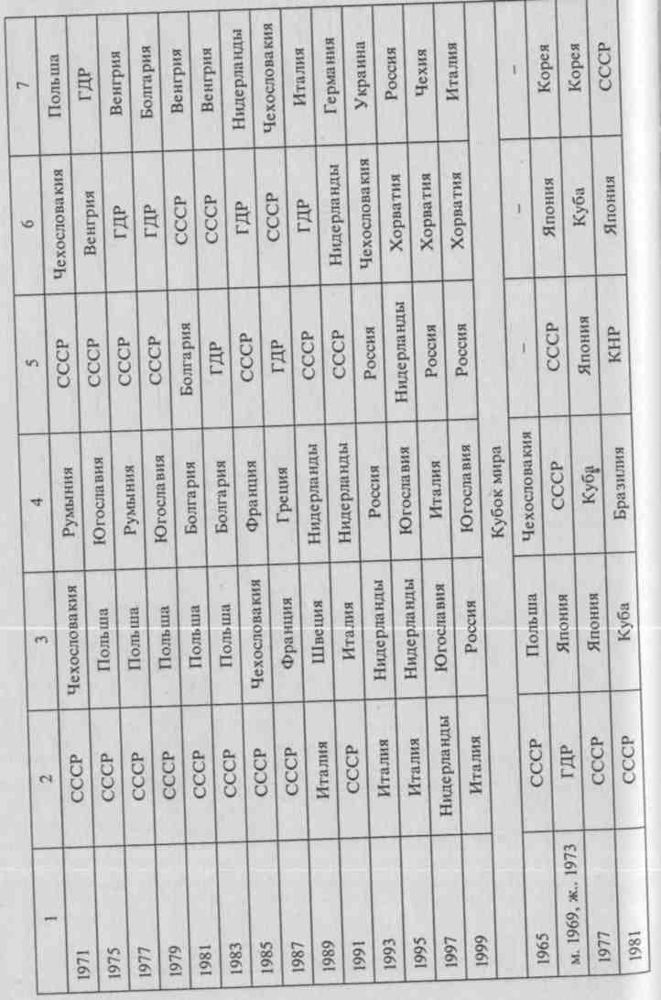 1 2 3 4 5 6 7
1971 СССР Чехословакия Румыния СССР Чехословакия Польша
1975 СССР Польша Югославия СССР Венгрия ГДР
1977 СССР Польша Румыния СССР ГДР Венгрия
1979 СССР Польша Югославия СССР ГДР Болгария
1981 СССР Польша Болгария Болгария СССР Венгрия
1983 СССР Польша Болгария ГДР СССР Венгрия
1985 СССР Чехословакия Франция СССР ГДР Нидерланды
1987 СССР Франция Греция ГДР СССР Чехословакия
1989 Италия Швеция Нидерланды СССР ГДР Италия
1991 СССР Италия Нидерланды СССР Нидерланды Германия
1993 Италия Нидерланды Россия Россия Чехословакия Украина
1995 Италия Нидерланды Югославия Нидерланды Хорватия Россия
1997 Нидерланды Югославия Италия Россия Хорватия Чехия
1999 Италия Россия Югославия Россия Хорватия Италия
Кубок мира
1965 СССР Польша Чехословакия – – –
м. 1969, ж.. 1973 ГДР Япония СССР СССР Япония Корея
1977 СССР Япония Куба Япония Куба Корея
1981 СССР Куба Бразилия КНР Япония СССР